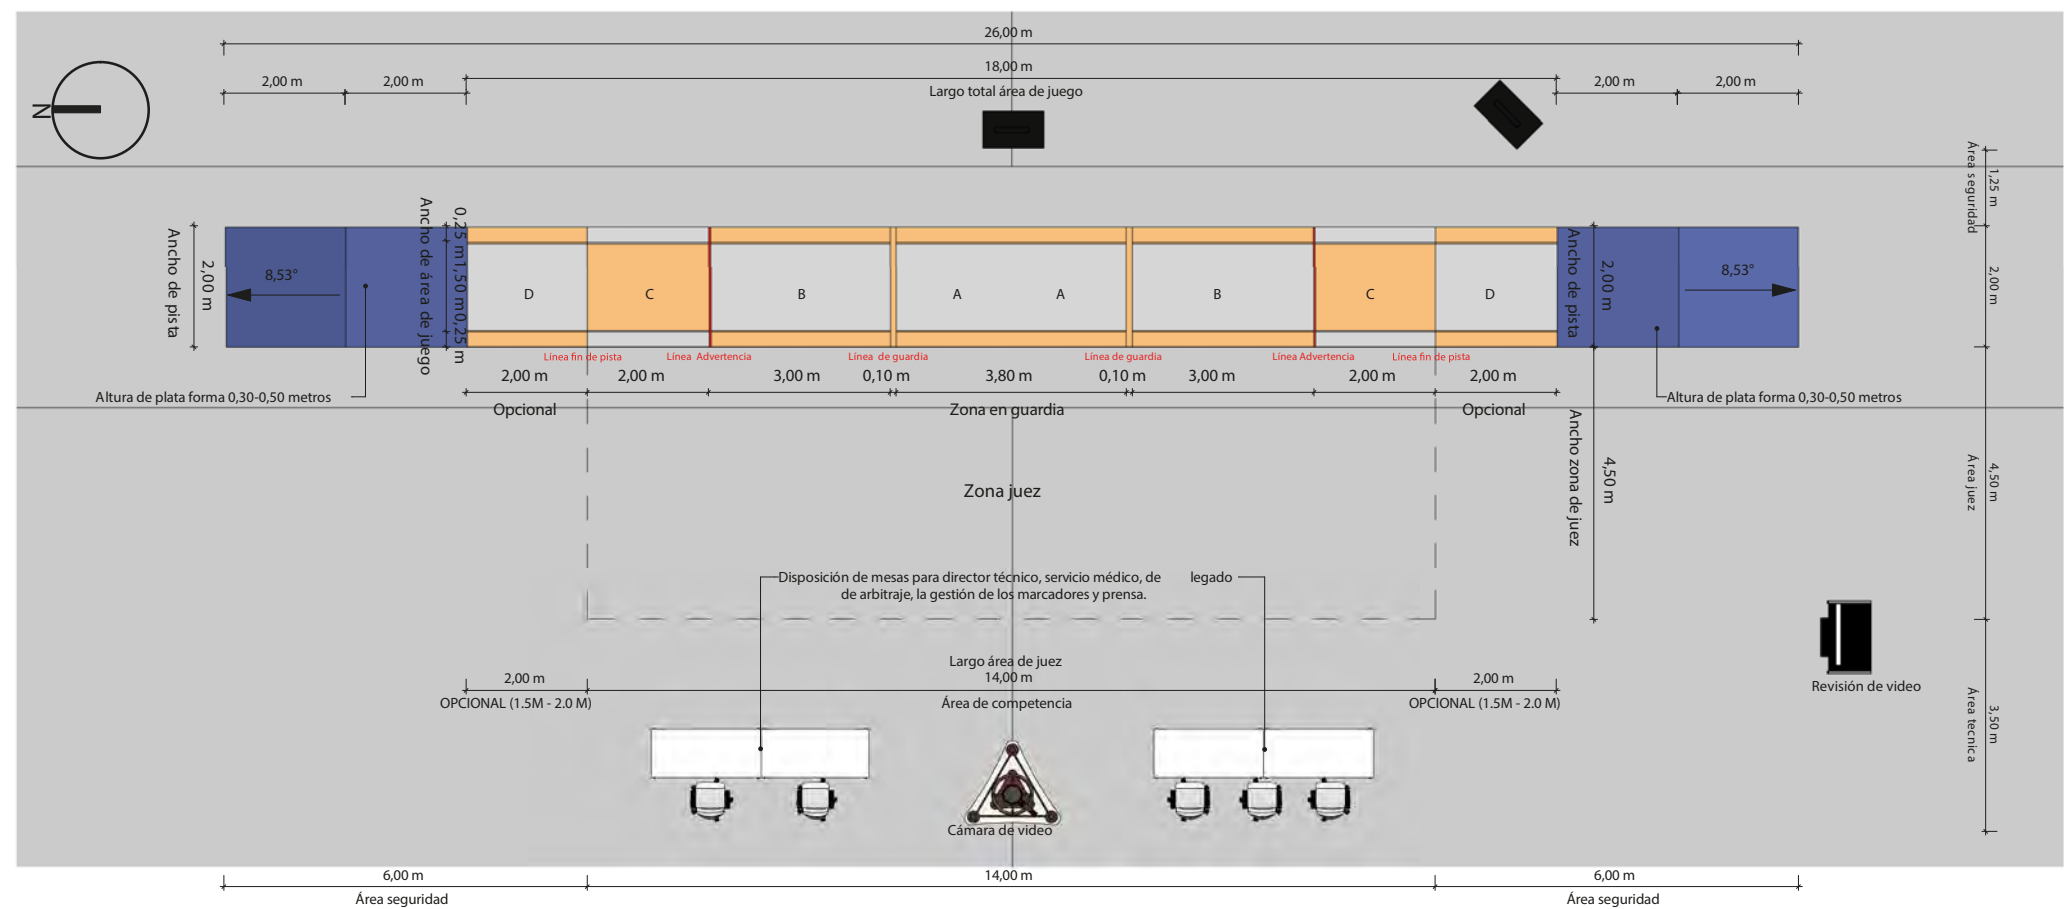 26,00 m
2,00 m
2,00 m
18,00 m
2,00 m
2,00 m
Largo total área de juego
N
Área seguridad
1,25 m
Ancho de pista
2,00 m
8,53°
Ancho de área de juego
0,25 m
1,50 m
0,25 m
D
C
B
A
A
B
C
D
Ancho de pista
2,00 m
8,53°
2,00 m
Línea fin de pista
Línea Advertencia
Línea de guardia
Línea de guardia
Línea Advertencia
Línea fin de pista
2,00 m
2,00 m
3,00 m
0,10 m
3,80 m
0,10 m
3,00 m
2,00 m
2,00 m
Altura de plata forma 0,30-0,50 metros
Altura de plata forma 0,30-0,50 metros
Opcional
Zona en guardia
Opcional
Ancho zona de juez
4,50 m
Área juez
4,50 m
Zona juez
Disposición de mesas para director técnico, servicio médico, de legado
de arbitraje, la gestión de los marcadores y prensa.
Largo área de juez
2,00 m
14,00 m
2,00 m
OPCIONAL (1.5M - 2.0 M)
Área de competencia
OPCIONAL (1.5M - 2.0 M)
Revisión de video
Área tecnica
3,50 m
Cámara de video
6,00 m
14,00 m
6,00 m
Área seguridad
Área seguridad